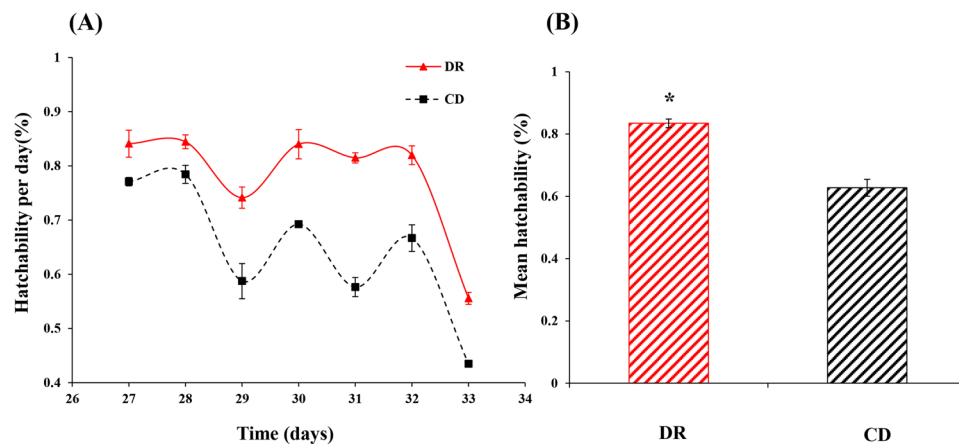 (A)
Hatchability per day(%)
1
0.9
0.8
0.7
0.6
0.5
0.4
26 27 28 29 30 31 32 33 34
Time (days)
DR
CD
(B)
Mean hatchability (%)
1
0.8
0.6
0.4
0.2
0
*
DR CD